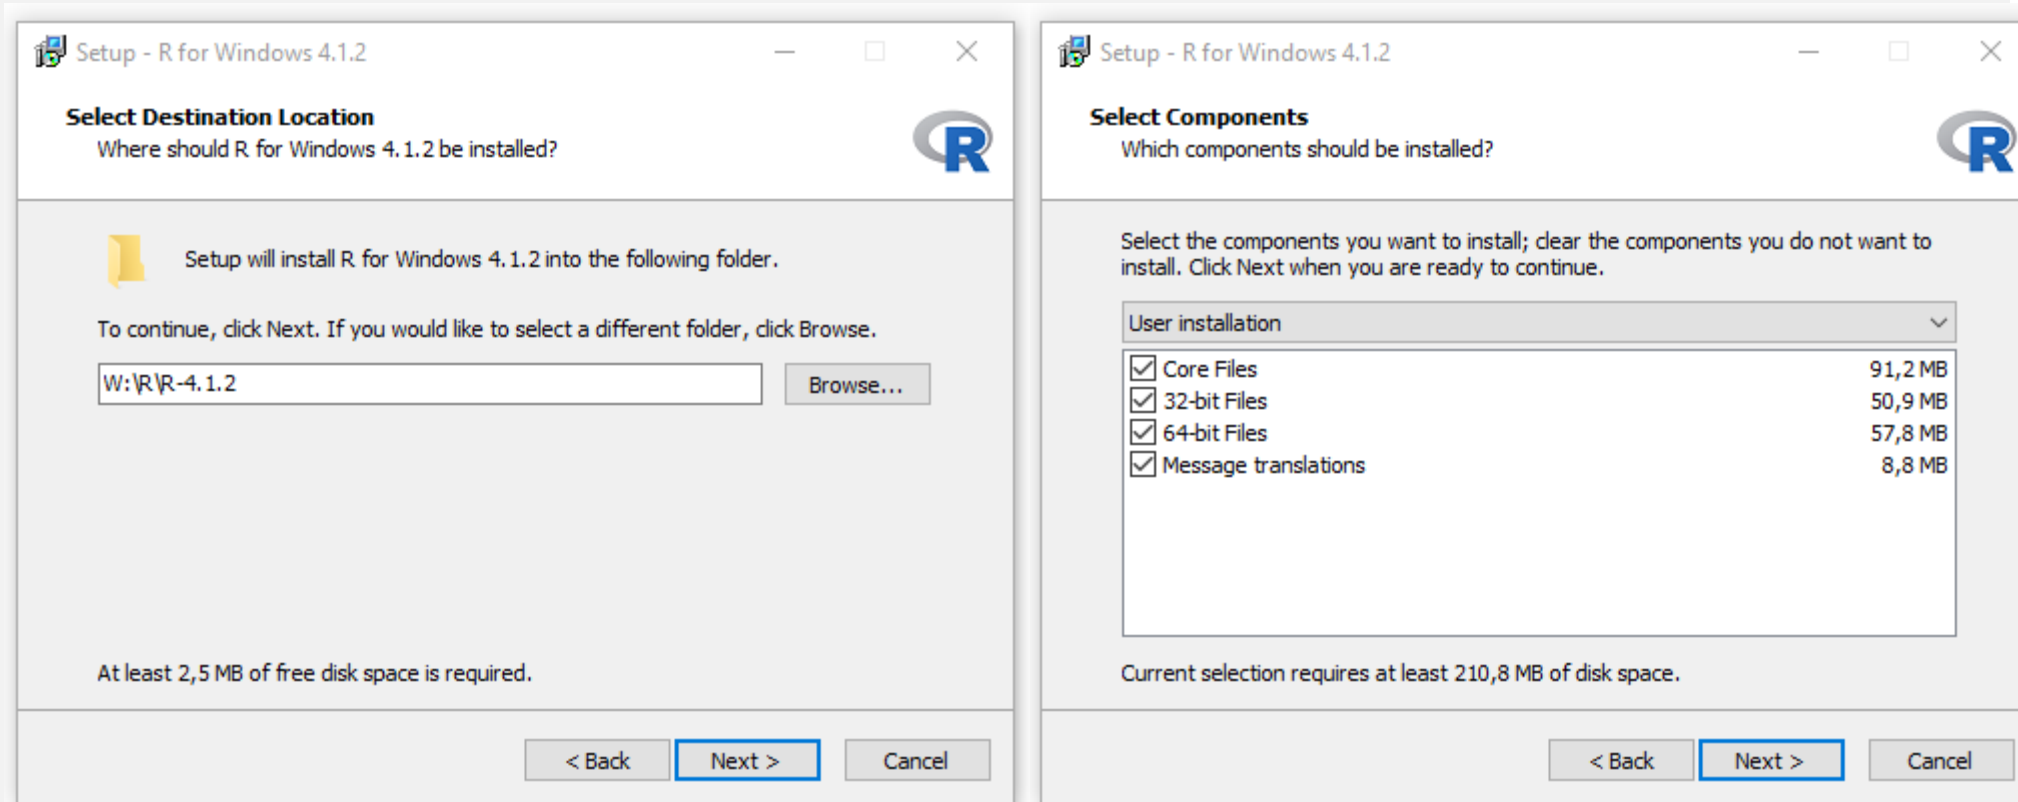 Setup - R for Windows 4.1.2
Select Destination Location
Where should R for Windows 4.1.2 be installed?
R
Setup will install R for Windows 4.1.2 into the following folder.
To continue, click Next. If you would like to select a different folder, click Browse.
W:\R\R-4.1.2
Browse...
At least 2,5 MB of free disk space is required.
< Back Next > Cancel
Setup - R for Windows 4.1.2
Select Components
Which components should be installed?
R
Select the components you want to install; clear the components you do not want to
install. Click Next when you are ready to continue.
User installation
Core Files 91,2 MB
32-bit Files 50,9 MB
64-bit Files 57,8 MB
Message translations 8,8 MB
Current selection requires at least 210,8 MB of disk space.
< Back Next > Cancel